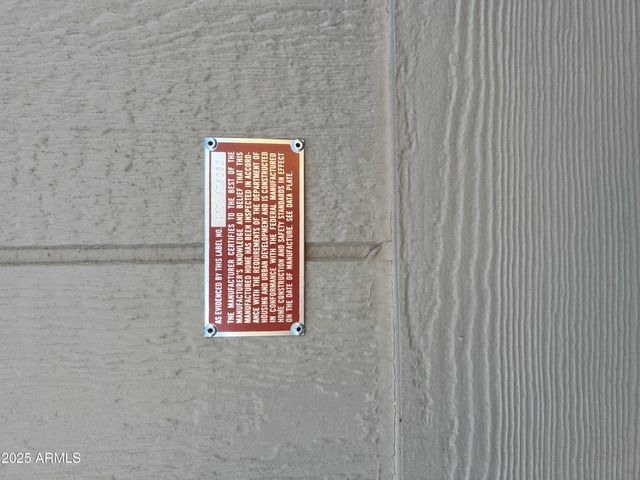 AS EVIDENCED BY THIS LABEL NO.
THE MANUFACTURER CERTIFIES TO THE BEST OF THE
MANUFACTURER'S KNOWLEDGE AND BELIEF THAT THIS
MANUFACTURED HOME HAS BEEN INSPECTED IN ACCORD-
ANCE WITH THE REQUIREMENTS OF THE DEPARTMENT OF
HOUSING AND URBAN DEVELOPMENT AND IS CONSTRUCTED
IN CONFORMANCE WITH THE FEDERAL MANUFACTURED
HOME CONSTRUCTION AND SAFETY STANDARDS IN EFFECT
ON THE DATE OF MANUFACTURE. SEE DATA PLATE.
2025 ARMLS